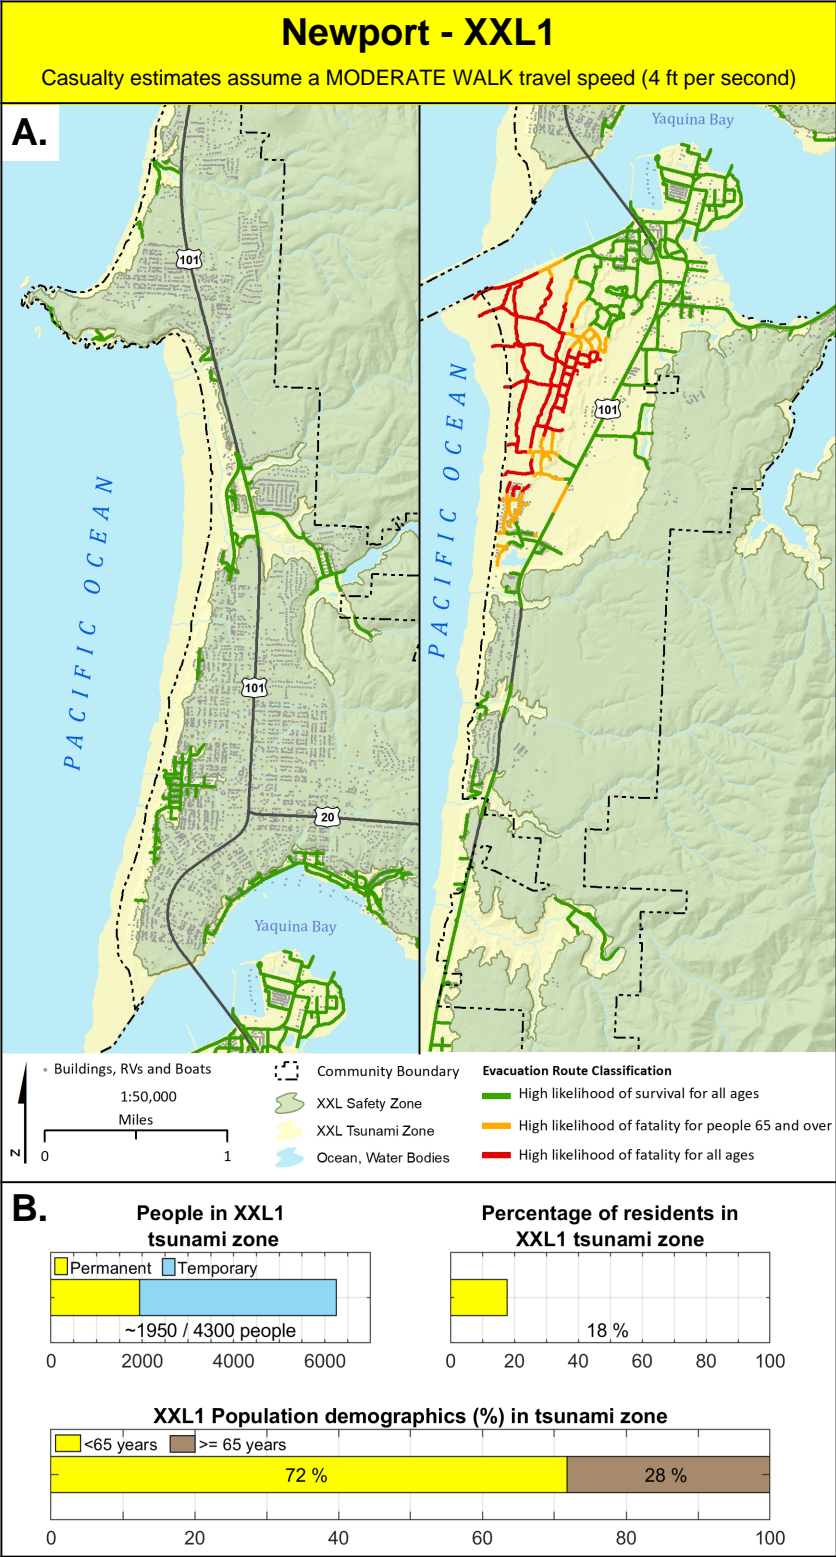 Newport - XXL1
Casualty estimates assume a MODERATE WALK travel speed (4 ft per second)
A.
101
PACIFIC OCEAN
101
20
Yaquina Bay
Yaquina Bay
PACIFIC OCEAN
101
N
Buildings, RVs and Boats
1:50,000
Miles
0 1
Community Boundary
XXL Safety Zone
XXL Tsunami Zone
Ocean, Water Bodies
Evacuation Route Classification
High likelihood of survival for all ages
High likelihood of fatality for people 65 and over
High likelihood of fatality for all ages
B.
People in XXL1
tsunami zone
Permanent Temporary
~1950 / 4300 people
0 2000 4000 6000
Percentage of residents in
XXL1 tsunami zone
18 %
0 20 40 60 80 100
XXL1 Population demographics (%) in tsunami zone
<65 years >= 65 years
72 % 28 %
0 20 40 60 80 100